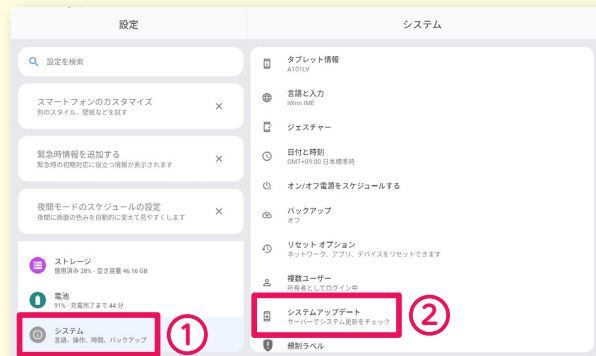 設定
設定を検索
スマートフォンのカスタマイズ
別のスタイル、壁紙などを試す
緊急時情報を追加する
緊急時の初期対応に役立つ情報が表示されます
夜間モードのスケジュールの設定
夜間に画面の色みを自動的に変えて見やすくします
ストレージ
使用済み 28% - 空き容量 46.16 GB
電池
91% - 充電完了まで 44 分
システム
言語、操作、時間、バックアップ
①
システム
タブレット情報
A101LV
言語と入力
iWnn IME
ジェスチャー
日付と時刻
GMT+09:00 日本標準時
オン/オフ電源をスケジュールする
バックアップ
オフ
リセット オプション
ネットワーク、アプリ、デバイスをリセットできます
複数ユーザー
所有者としてログイン中
システムアップデート
サーバーでシステム更新をチェック
②
規制ラベル